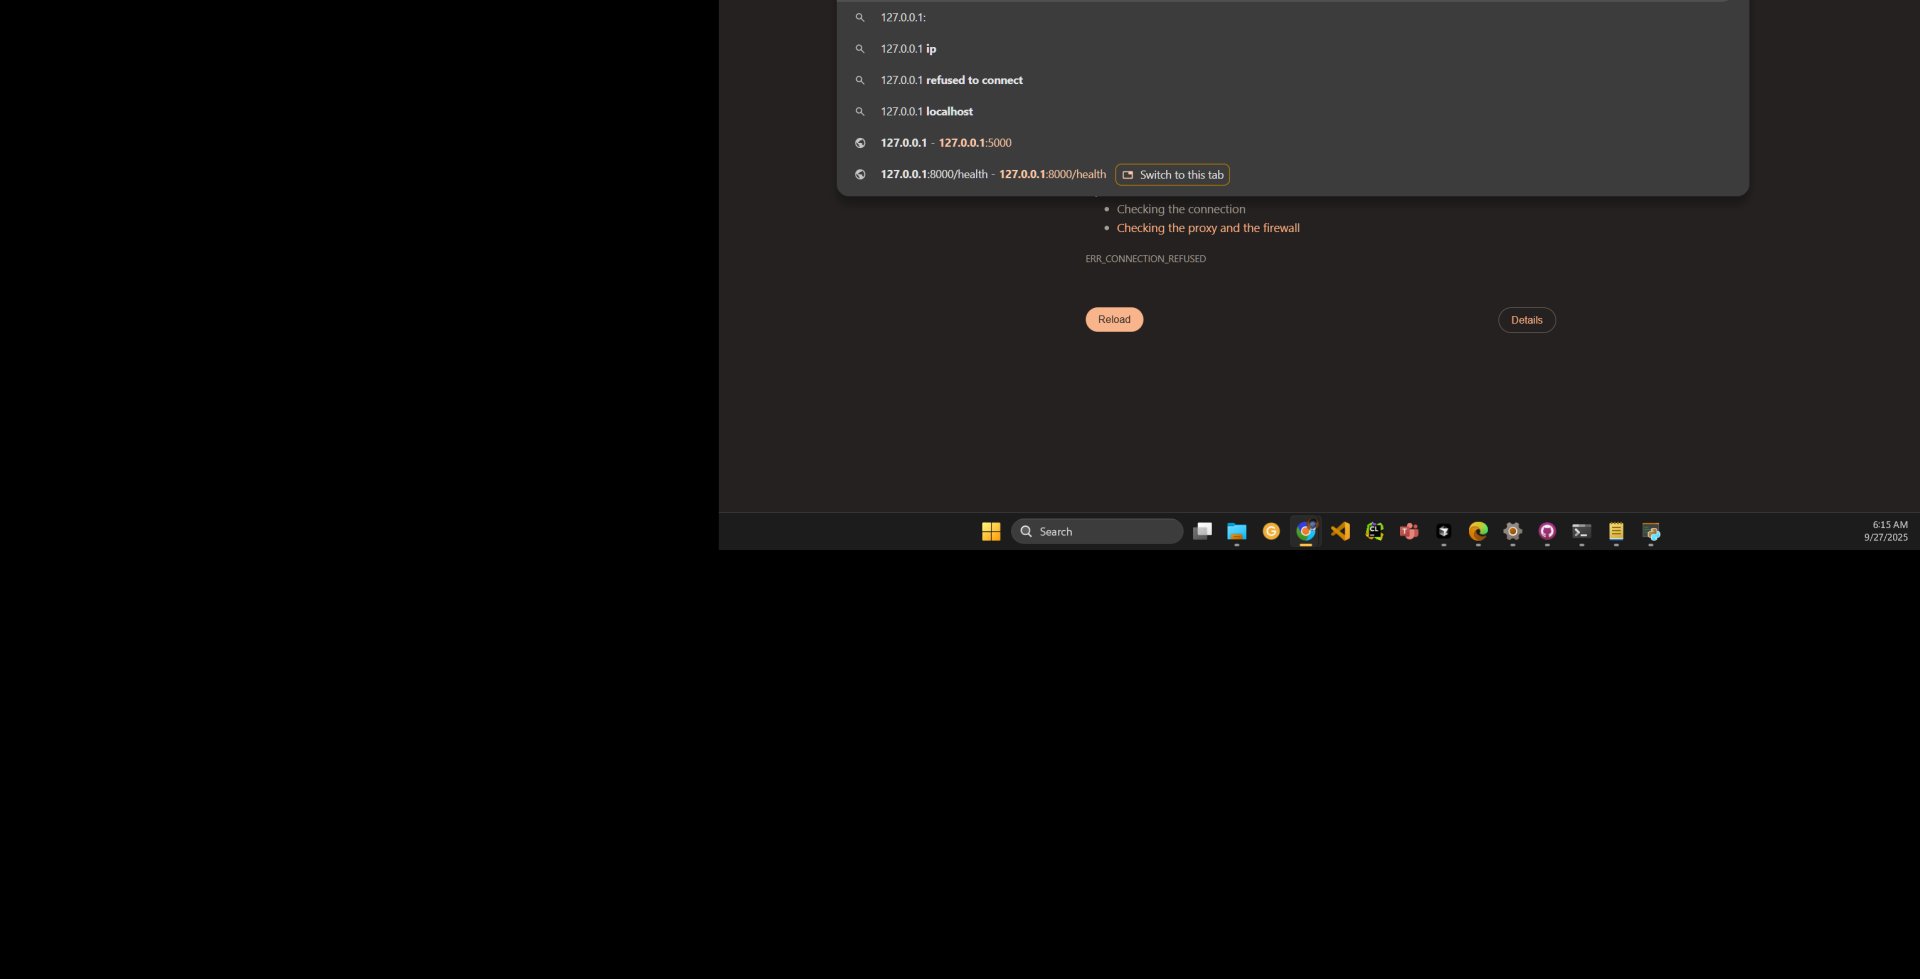 127.0.0.1:
127.0.0.1 ip
127.0.0.1 refused to connect
127.0.0.1 localhost
127.0.0.1 - 127.0.0.1:5000
127.0.0.1:8000/health - 127.0.0.1:8000/health Switch to this tab
Checking the connection
Checking the proxy and the firewall
ERR_CONNECTION_REFUSED
Reload Details
Search
6:15 AM
9/27/2025